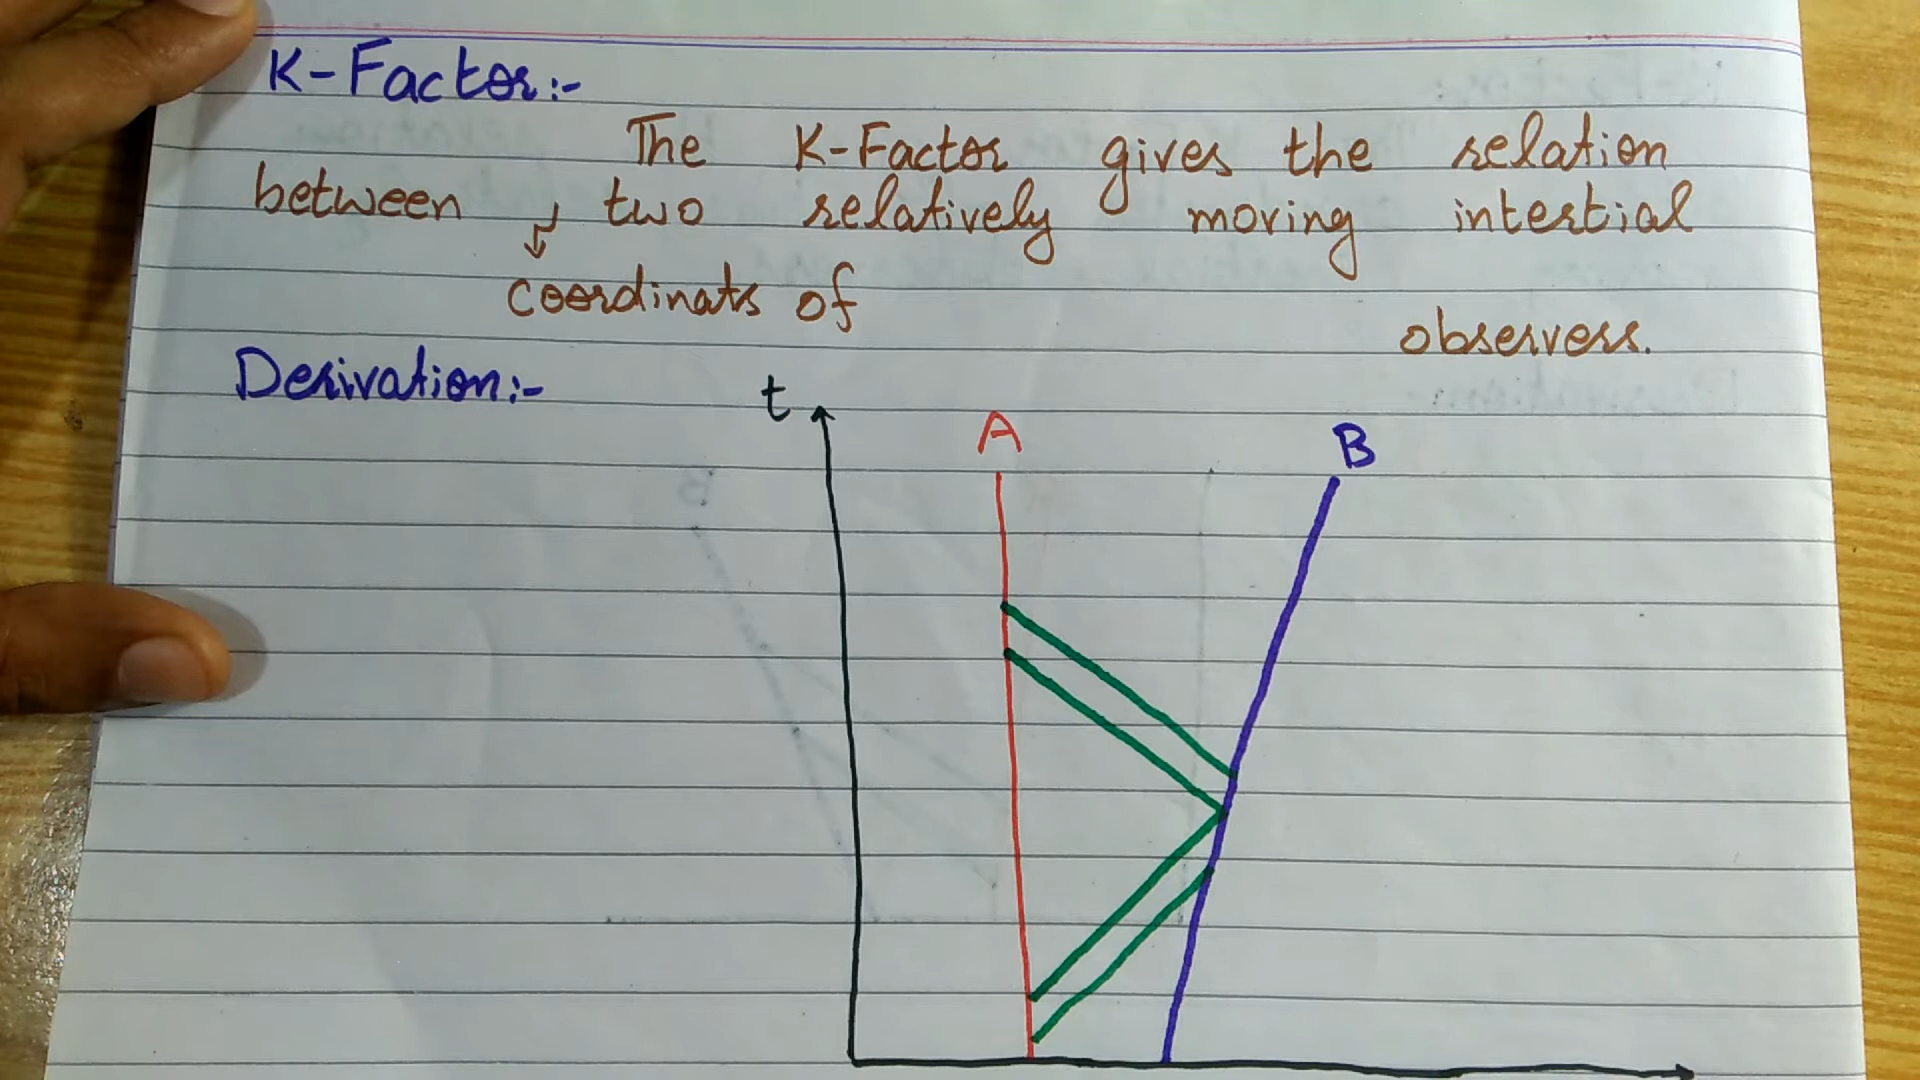 K-Factor:-
The K-Factor gives the relation
between two relatively moving intertial
coordinats of
observers.
Derivation:-
t
A
B